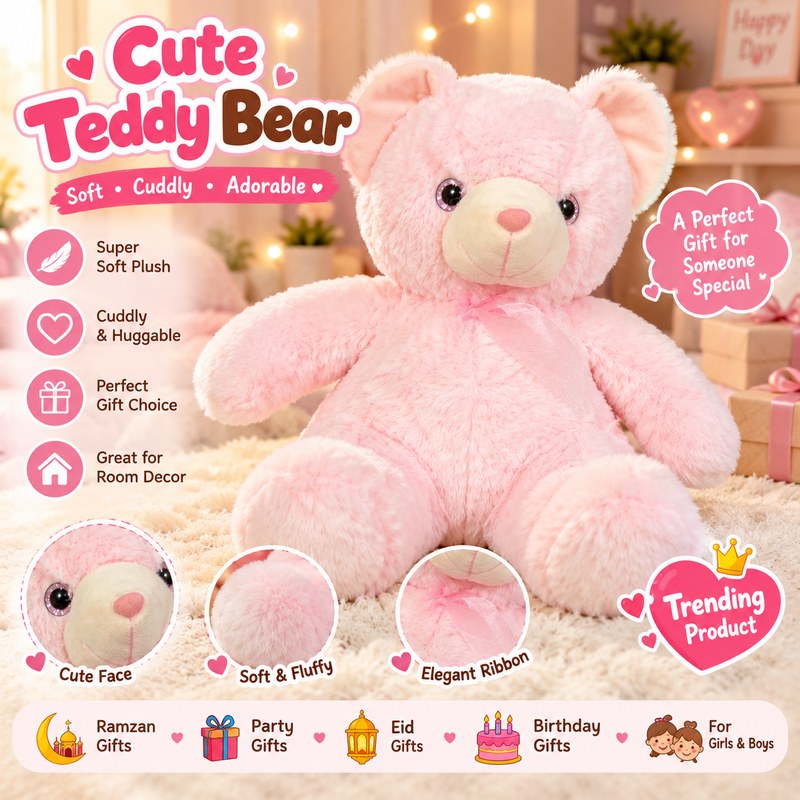 Cute
Teddy Bear
Soft • Cuddly • Adorable
Super
Soft Plush
Cuddly
& Huggable
Perfect
Gift Choice
Great for
Room Decor
Happy
Day
A Perfect
Gift for
Someone
Special
Cute Face
Soft & Fluffy
Elegant Ribbon
Trending
Product
Ramzan
Gifts
Party
Gifts
Eid
Gifts
Birthday
Gifts
For
Girls & Boys